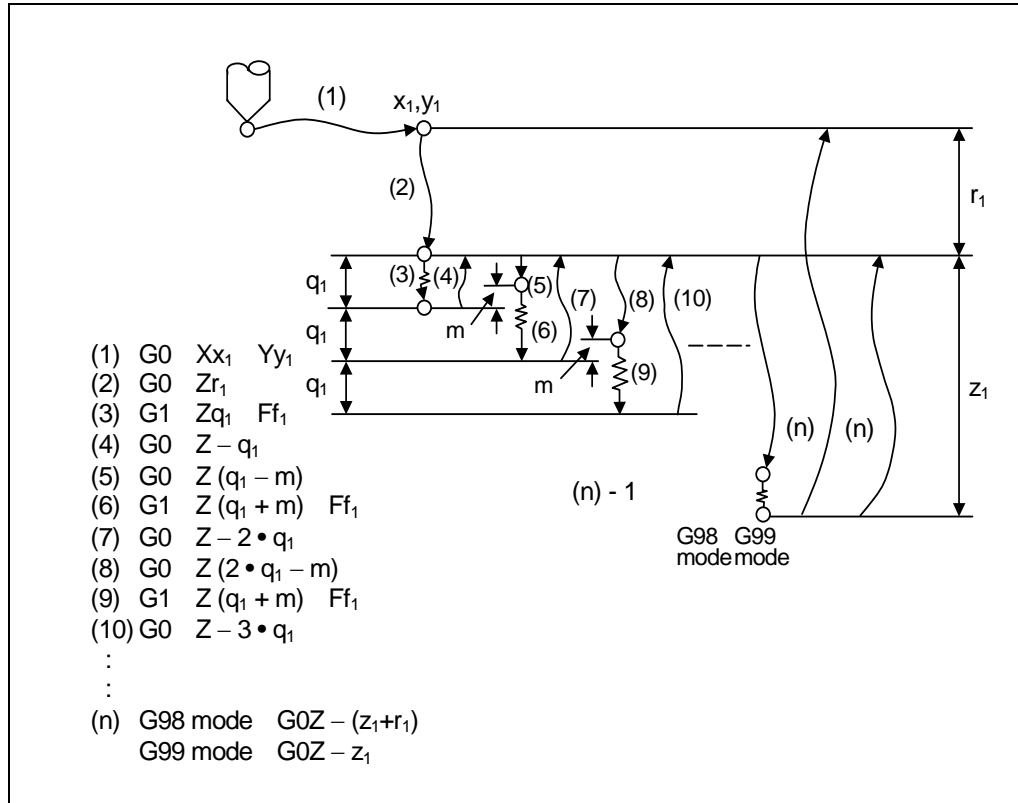 (1)
x₁,y₁
(2)
r₁
q₁
(3)
(4)
(5)
m
(6)
(7)
(8)
(10)
q₁
m
(9)
q₁
z₁
(n)
(n)
(n) - 1
G98 G99
mode mode
(1) G0 Xx₁ Yy₁
(2) G0 Zr₁
(3) G1 Zq₁ Ff₁
(4) G0 Z – q₁
(5) G0 Z (q₁ – m)
(6) G1 Z (q₁ + m) Ff₁
(7) G0 Z – 2 • q₁
(8) G0 Z (2 • q₁ – m)
(9) G1 Z (q₁ + m) Ff₁
(10) G0 Z – 3 • q₁
:
:
(n) G98 mode G0Z – (z₁+r₁)
G99 mode G0Z – z₁